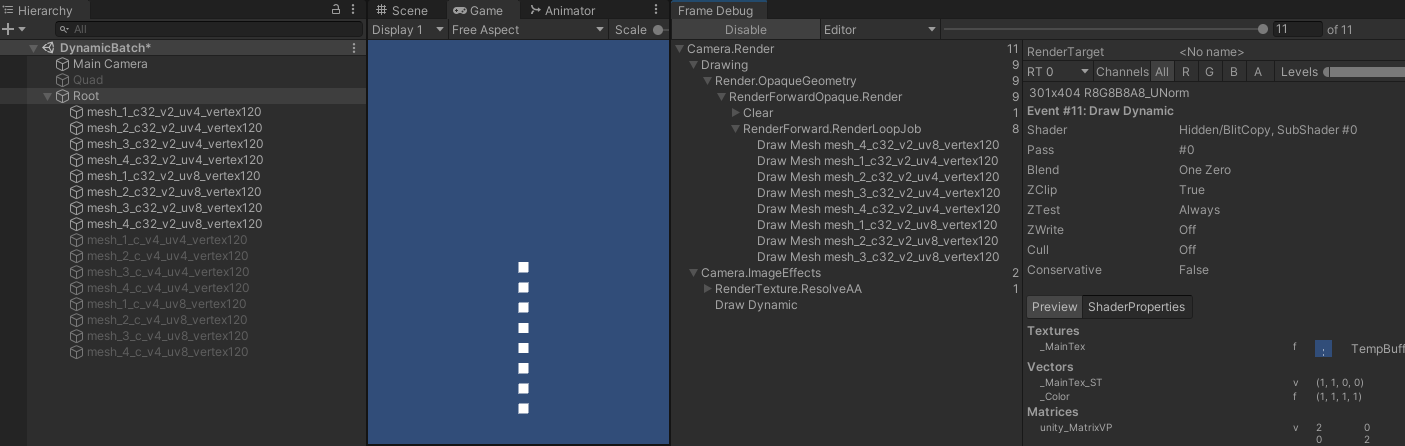 Hierarchy
All
DynamicBatch*
Main Camera
Quad
Root
mesh_1_c32_v2_uv4_vertex120
mesh_2_c32_v2_uv4_vertex120
mesh_3_c32_v2_uv4_vertex120
mesh_4_c32_v2_uv4_vertex120
mesh_1_c32_v2_uv8_vertex120
mesh_2_c32_v2_uv8_vertex120
mesh_3_c32_v2_uv8_vertex120
mesh_4_c32_v2_uv8_vertex120
mesh_1_c_v4_uv4_vertex120
mesh_2_c_v4_uv4_vertex120
mesh_3_c_v4_uv4_vertex120
mesh_4_c_v4_uv4_vertex120
mesh_1_c_v4_uv8_vertex120
mesh_2_c_v4_uv8_vertex120
mesh_3_c_v4_uv8_vertex120
mesh_4_c_v4_uv8_vertex120
Scene Game Animator
Display 1 Free Aspect Scale
Frame Debug
Disable Editor 11 of 11
Camera.Render 11
Drawing 9
Render.OpaqueGeometry 9
RenderForwardOpaque.Render 9
Clear 1
RenderForward.RenderLoopJob 8
Draw Mesh mesh_4_c32_v2_uv8_vertex120
Draw Mesh mesh_1_c32_v2_uv4_vertex120
Draw Mesh mesh_2_c32_v2_uv4_vertex120
Draw Mesh mesh_3_c32_v2_uv4_vertex120
Draw Mesh mesh_4_c32_v2_uv4_vertex120
Draw Mesh mesh_1_c32_v2_uv8_vertex120
Draw Mesh mesh_2_c32_v2_uv8_vertex120
Draw Mesh mesh_3_c32_v2_uv8_vertex120
Camera.ImageEffects 2
RenderTexture.ResolveAA 1
Draw Dynamic
RenderTarget <No name>
RT 0 Channels All R G B A Levels
301x404 R8G8B8A8_UNorm
Event #11: Draw Dynamic
Shader Hidden/BlitCopy, SubShader #0
Pass #0
Blend One Zero
ZClip True
ZTest Always
ZWrite Off
Cull Off
Conservative False
Preview ShaderProperties
Textures
_MainTex f TempBuff
Vectors
_MainTex_ST v (1, 1, 0, 0)
_Color f (1, 1, 1, 1)
Matrices
unity_MatrixVP v 2 0
0 2